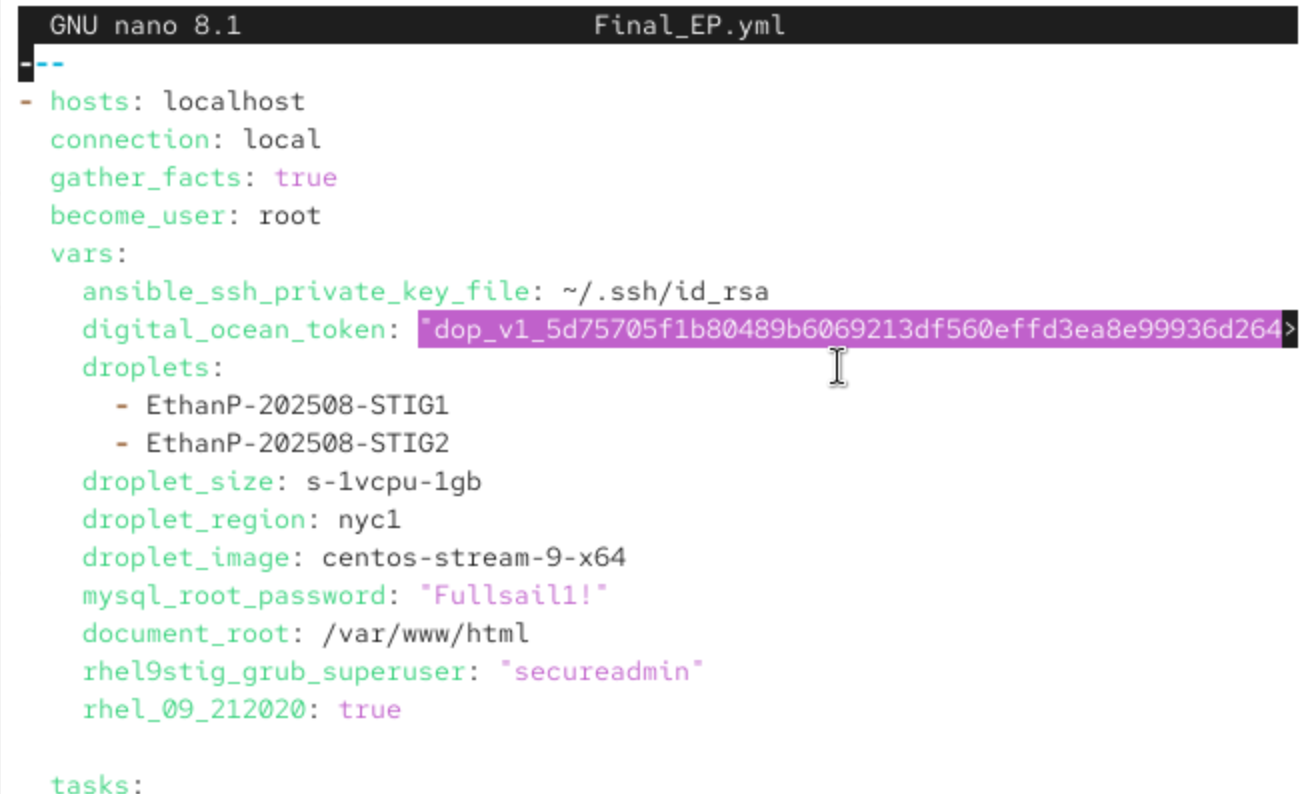 GNU nano 8.1 Final_EP.yml
---
- hosts: localhost
connection: local
gather_facts: true
become_user: root
vars:
ansible_ssh_private_key_file: ~/.ssh/id_rsa
digital_ocean_token: "dop_v1_5d75705f1b80489b6069213df560effd3ea8e99936d264>
droplets:
- EthanP-202508-STIG1
- EthanP-202508-STIG2
droplet_size: s-1vcpu-1gb
droplet_region: nyc1
droplet_image: centos-stream-9-x64
mysql_root_password: "Fullsail1!"
document_root: /var/www/html
rhel9stig_grub_superuser: "secureadmin"
rhel_09_212020: true
tasks: